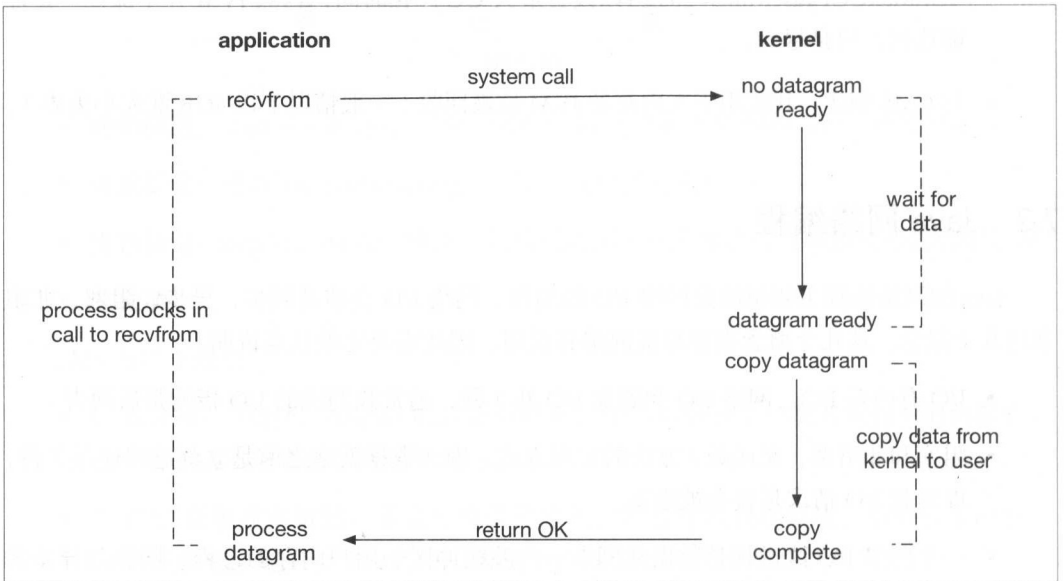 application
kernel
system call
recvfrom
no datagram
ready
wait for
data
process blocks in
call to recvfrom
datagram ready
copy datagram
copy data from
kernel to user
process
datagram
return OK
copy
complete